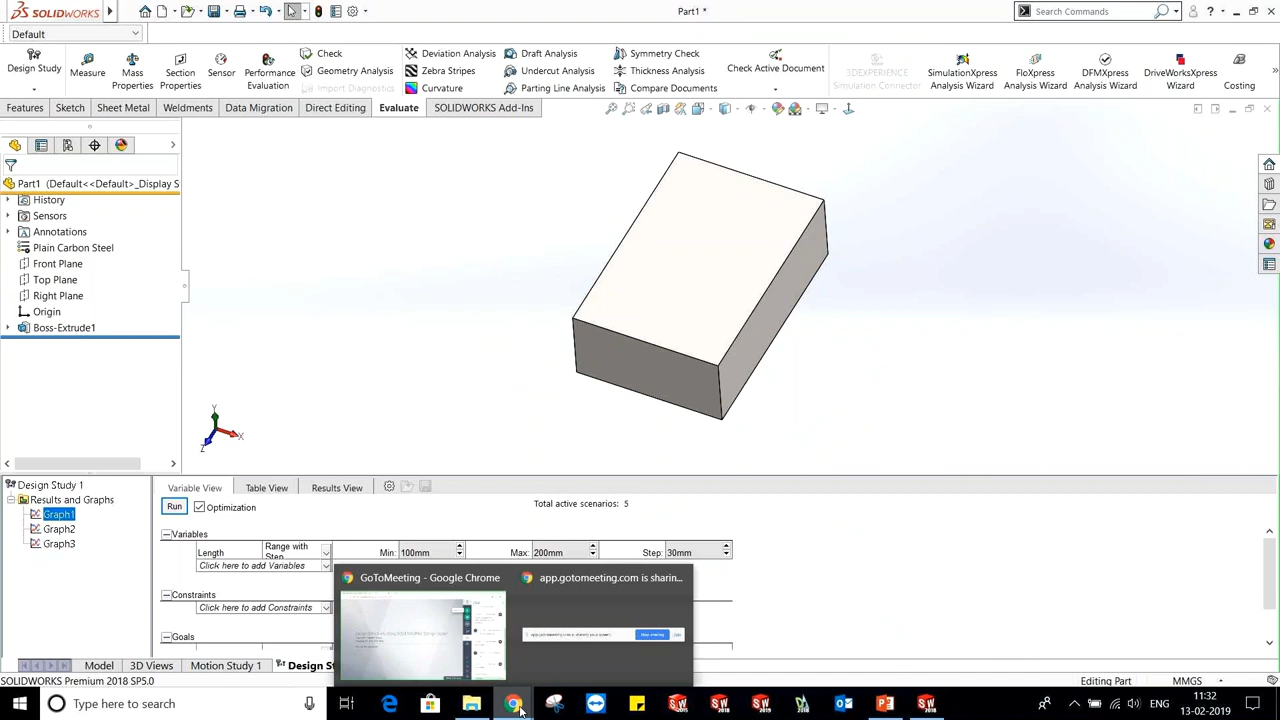 SOLIDWORKS
Part1 *
Search Commands
Default
Design Study
Measure
Mass
Properties
Section
Properties
Sensor
Performance
Evaluation
Check
Geometry Analysis
Import Diagnostics
Deviation Analysis
Zebra Stripes
Curvature
Draft Analysis
Undercut Analysis
Parting Line Analysis
Symmetry Check
Thickness Analysis
Compare Documents
Check Active Document
3DEXPERIENCE
Simulation Connector
SimulationXpress
Analysis Wizard
FloXpress
Analysis Wizard
DFMXpress
Analysis Wizard
DriveWorksXpress
Wizard
Costing
Features
Sketch
Sheet Metal
Weldments
Data Migration
Direct Editing
Evaluate
SOLIDWORKS Add-Ins
Part1 (Default<<Default>_Display S
History
Sensors
Annotations
Plain Carbon Steel
Front Plane
Top Plane
Right Plane
Origin
Boss-Extrude1
Y
X
Z
Design Study 1
Results and Graphs
Graph1
Graph2
Graph3
Variable View
Table View
Results View
Run
Optimization
Total active scenarios: 5
Variables
Length
Range with
Step
Min: 100mm
Max: 200mm
Step: 30mm
Click here to add Variables
Constraints
Click here to add Constraints
Goals
GoToMeeting - Google Chrome
app.gotomeeting.com is sharin...
Model
3D Views
Motion Study 1
Design St
SOLIDWORKS Premium 2018 SP5.0
Editing Part
MMGS
Type here to search
ENG
11:32
13-02-2019